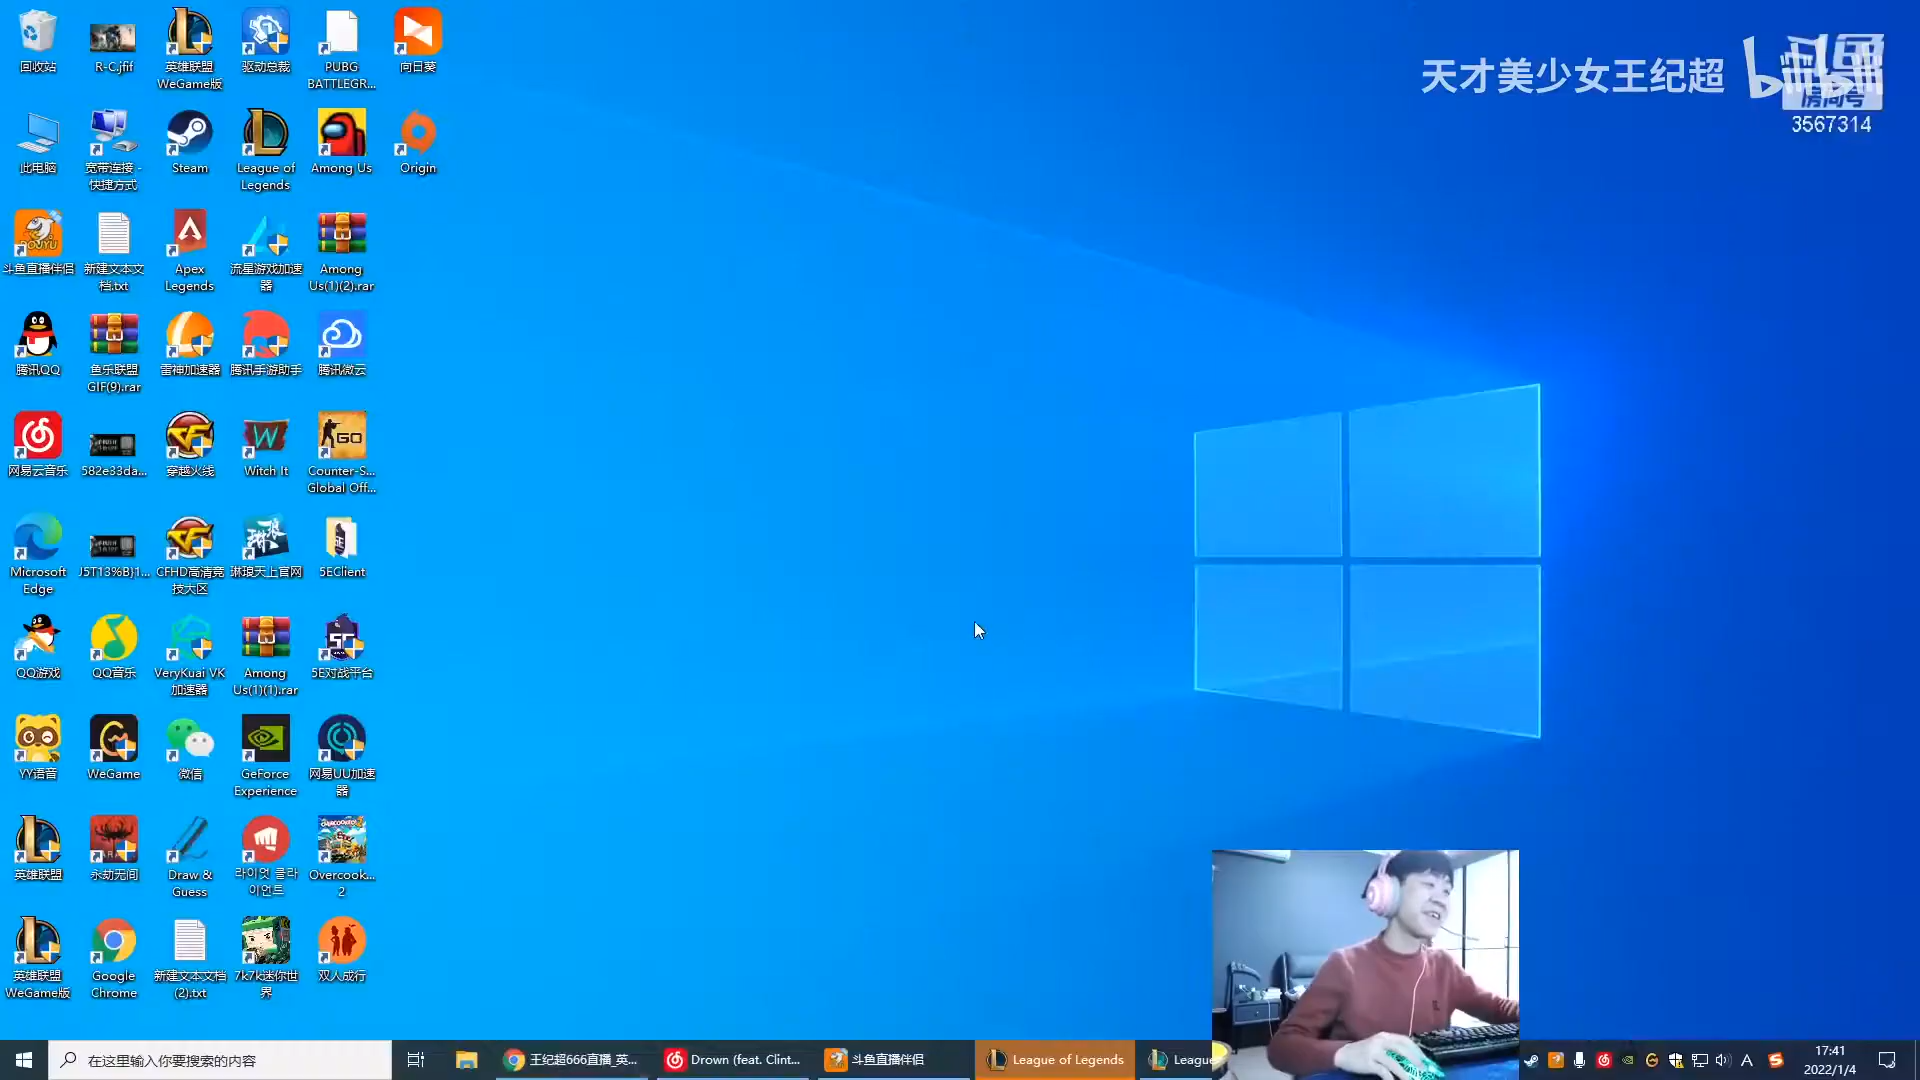 回收站
R-C.jfif
英雄联盟
WeGame版
驱动总裁
PUBG
BATTLEGR...
向日葵
天才美少女王纪超
房间号
3567314
此电脑
宽带连接 -
快捷方式
Steam
League of
Legends
Among Us
Origin
斗鱼直播伴侣
新建文本文
档.txt
Apex
Legends
流星游戏加速
器
Among
Us(1)(2).rar
腾讯QQ
鱼乐联盟
GIF(9).rar
雷神加速器
腾讯手游助手
腾讯微云
网易云音乐
582e33da...
穿越火线
Witch It
Counter-S...
Global Off...
Microsoft
Edge
J5T13%B}1...
CFHD高清竞
技大区
琳琅天上官网
5EClient
QQ游戏
QQ音乐
VeryKuai VK
加速器
Among
Us(1)(1).rar
5E对战平台
YY语音
WeGame
微信
GeForce
Experience
网易UU加速
器
英雄联盟
永劫无间
Draw &
Guess
라이엇 클라
이언트
Overcook...
2
英雄联盟
WeGame版
Google
Chrome
新建文本文档
(2).txt
7k7k迷你世
界
双人成行
在这里输入你要搜索的内容
王纪超666直播_英...
Drown (feat. Clint...
斗鱼直播伴侣
League of Legends
Leagu
17:41
2022/1/4